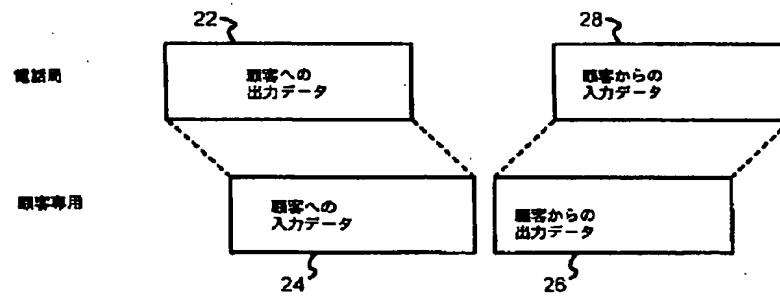 22
28
電話局
顧客への
出力データ
顧客からの
入力データ
顧客専用
顧客への
入力データ
顧客からの
出力データ
24
26